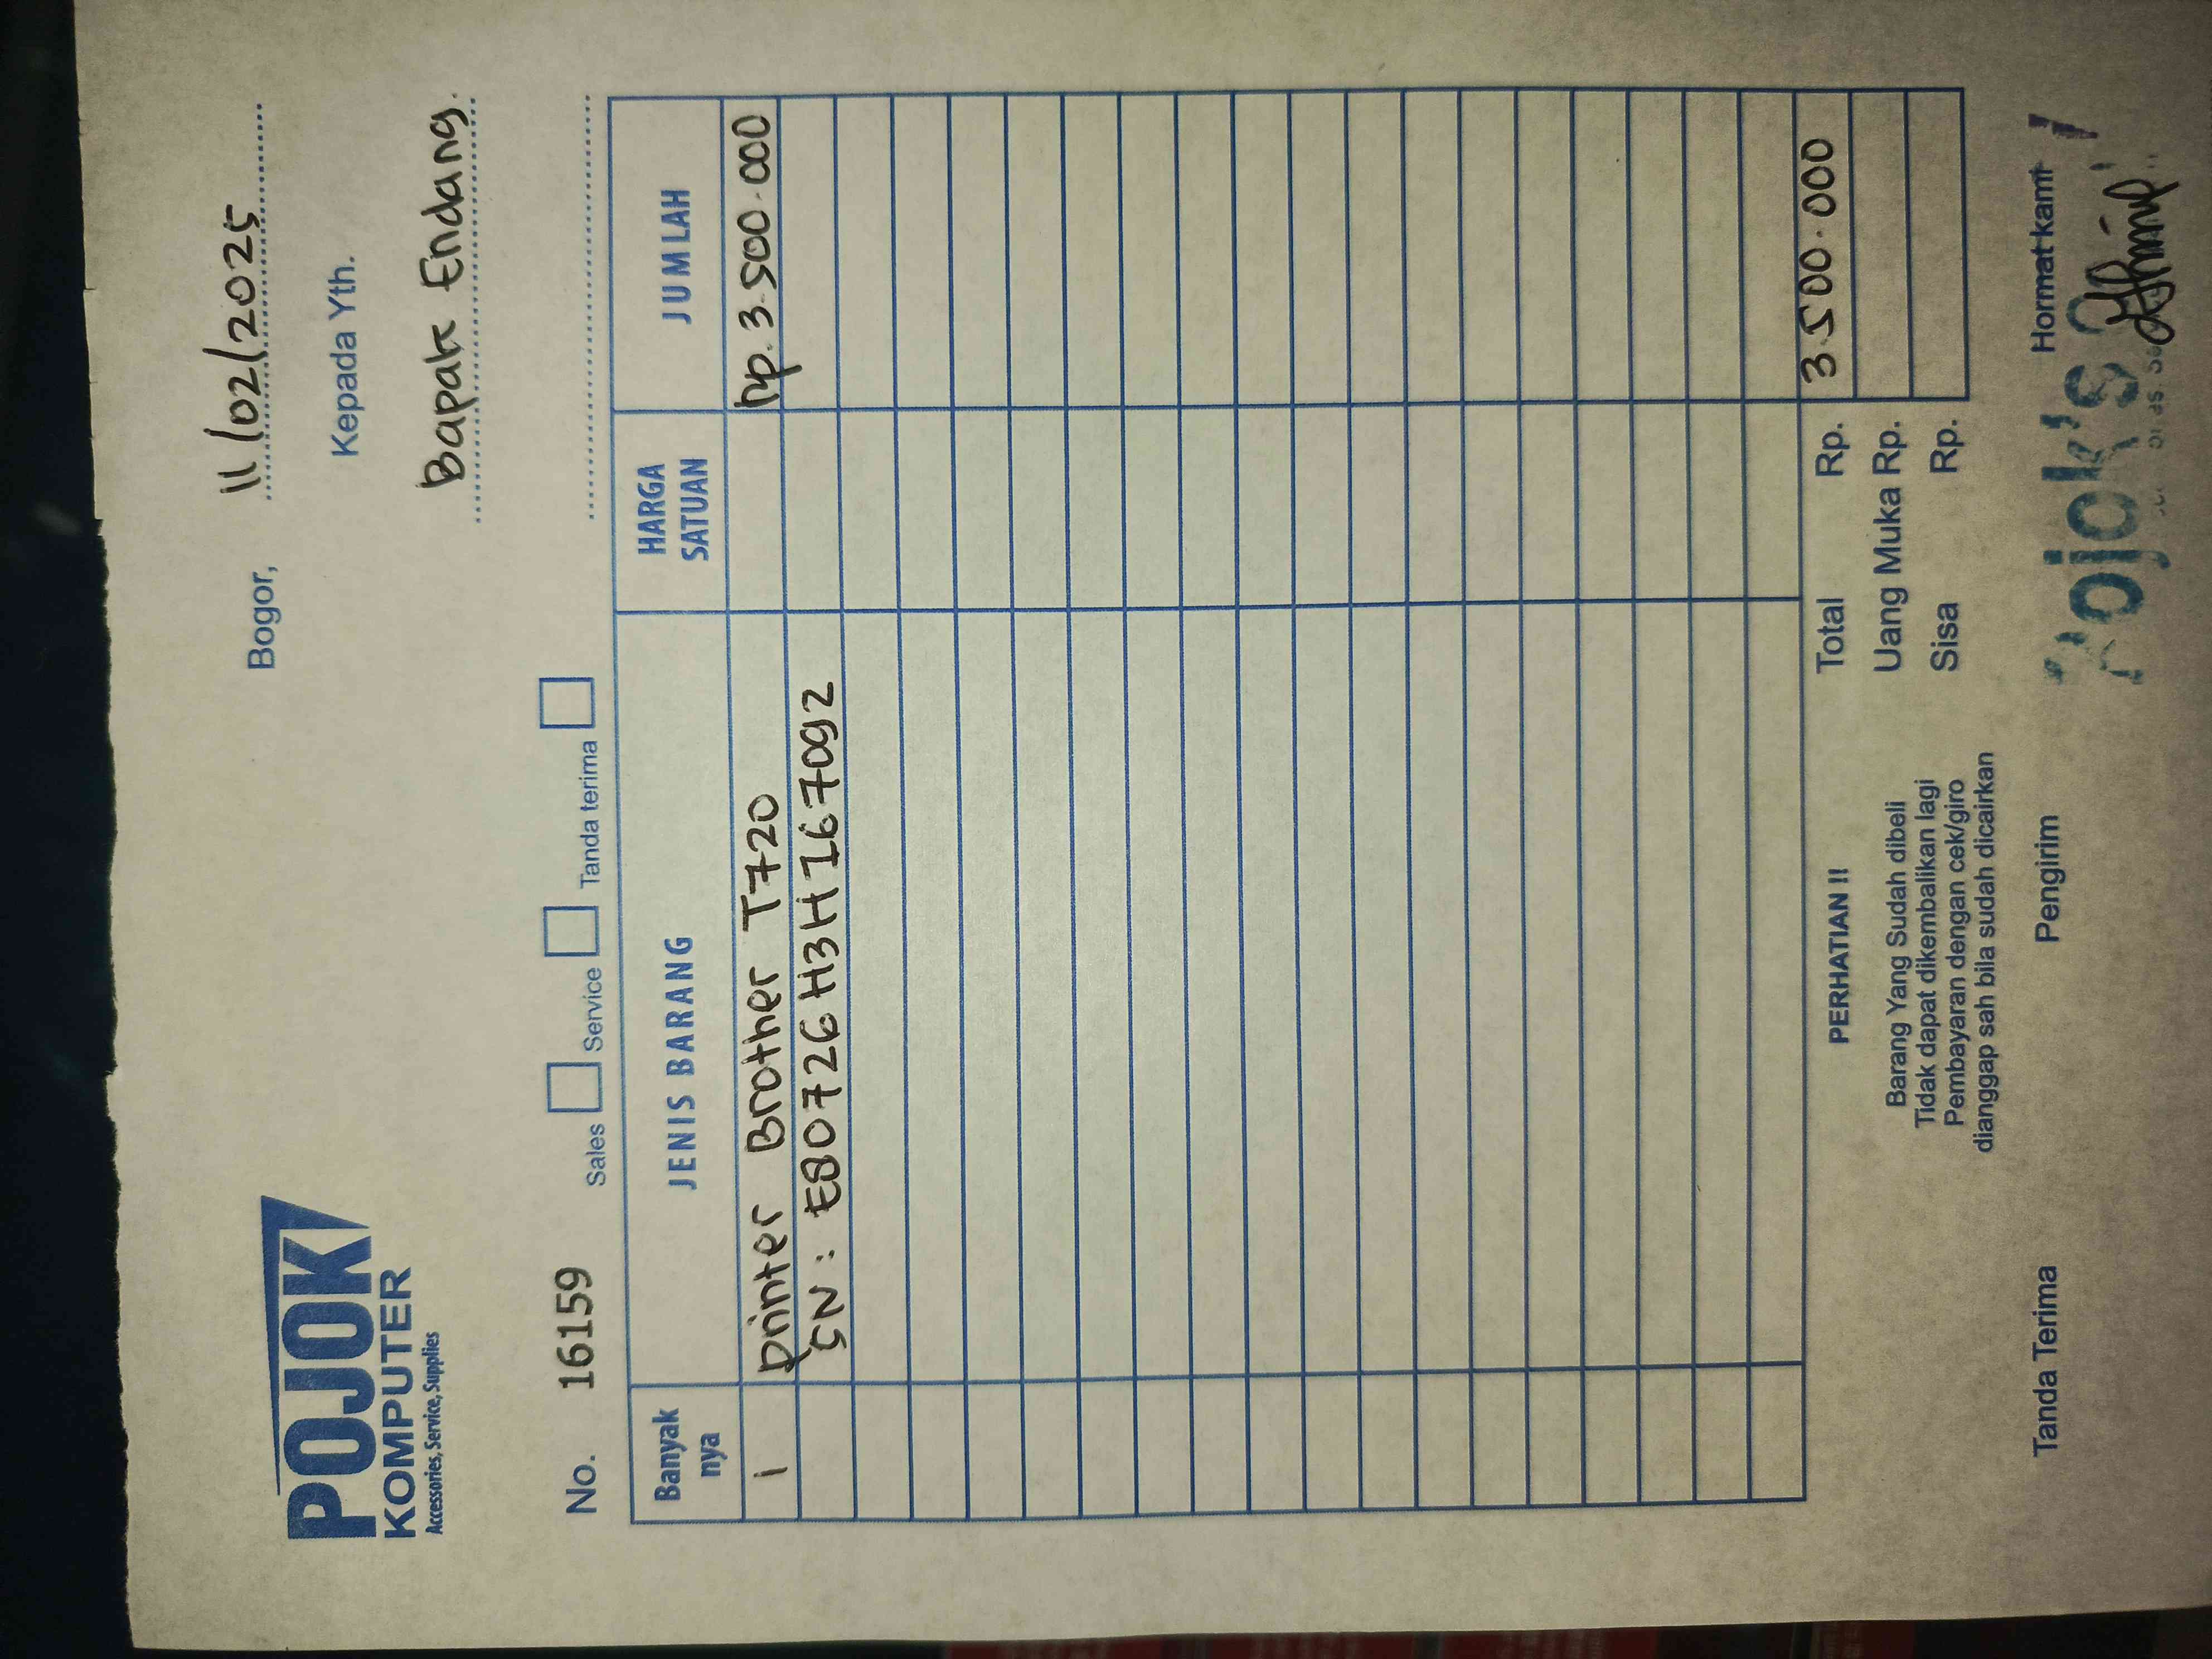 POJOK
KOMPUTER
Accessories, Service, Supplies
Bogor, 11/02/2025
Kepada Yth.
Bapak Endang.
No. 16159
Sales Service Tanda terima
Banyak nya JENIS BARANG HARGA SATUAN JUMLAH
1 Printer Brother T720 Rp. 3.500.000
SN : E80726H3H167092
Total Rp. 3.500.000
Uang Muka Rp.
Sisa Rp.
PERHATIAN !!
Barang Yang Sudah dibeli
Tidak dapat dikembalikan lagi
Pembayaran dengan cek/giro
dianggap sah bila sudah dicairkan
Tanda Terima Pengirim Hormat kami